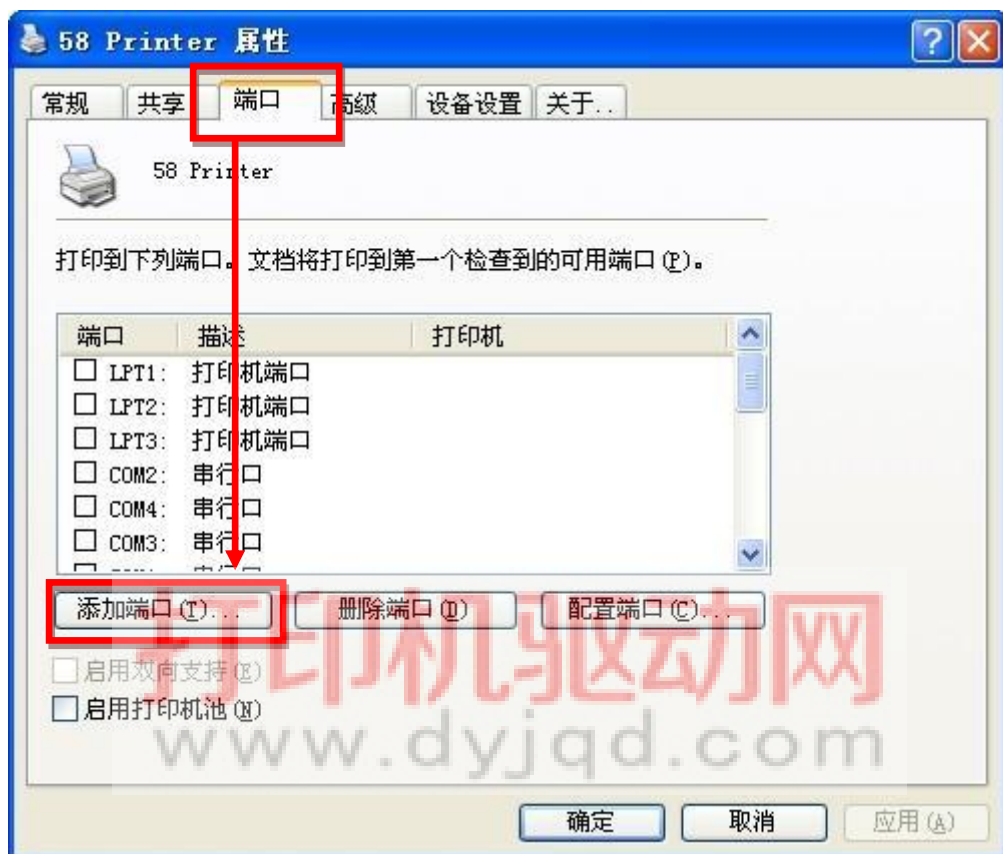 58 Printer 属性
常规 共享 端口 高级 设备设置 关于..
58 Printer
打印到下列端口。文档将打印到第一个检查到的可用端口(P)。
端口 描述 打印机
LPT1: 打印机端口
LPT2: 打印机端口
LPT3: 打印机端口
COM2: 串行口
COM4: 串行口
COM3: 串行口
添加端口(T)... 删除端口(D) 配置端口(C)...
启用双向支持(E)
启用打印机池(N)
打印机驱动网
www.dyjqd.com
确定 取消 应用(A)